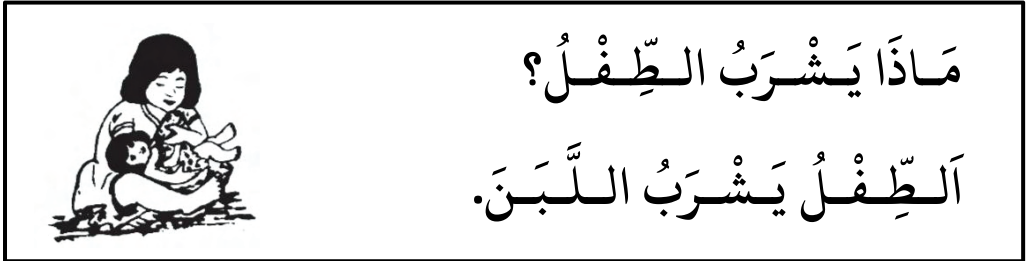 مَاذَا يَشْرَبُ الطِّفْلُ؟
اَلطِّفْلُ يَشْرَبُ اللَّبَنَ.